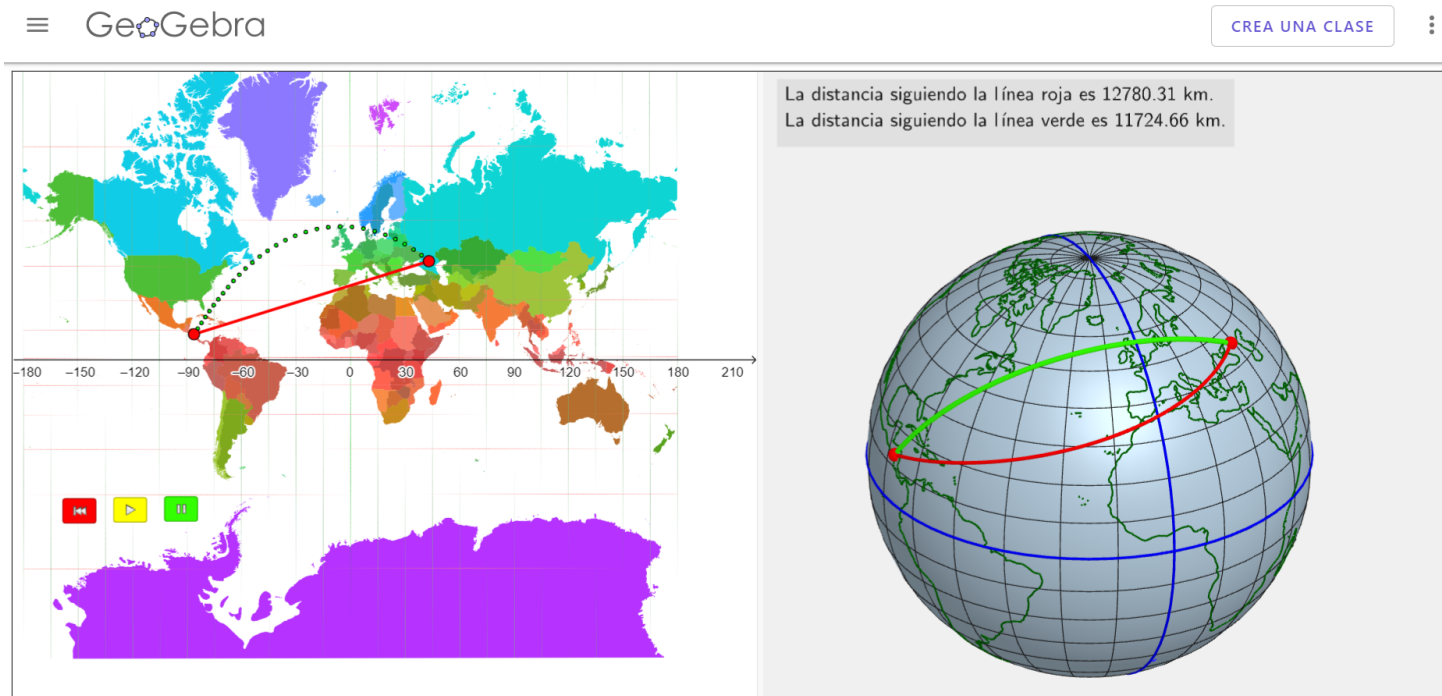 GeoGebra
CREA UNA CLASE
La distancia siguiendo la línea roja es 12780.31 km.
La distancia siguiendo la línea verde es 11724.66 km.
−180 −150 −120 −90 −60 −30 0 30 60 90 120 150 180 210